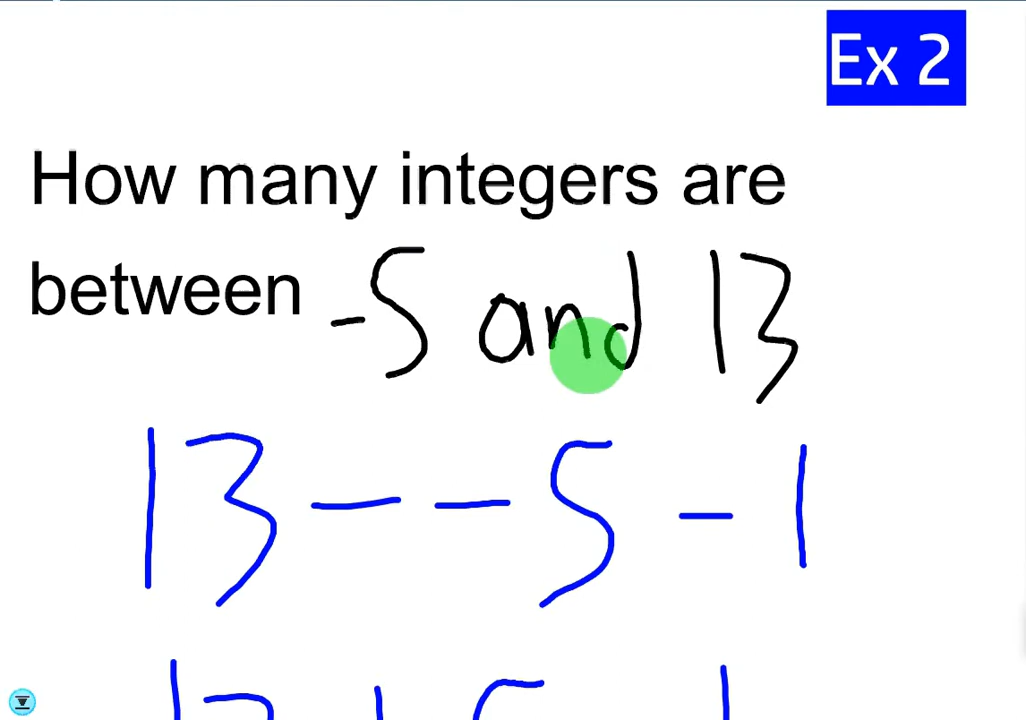 Ex 2
How many integers are
between -5 and 13
13 - - 5 - 1